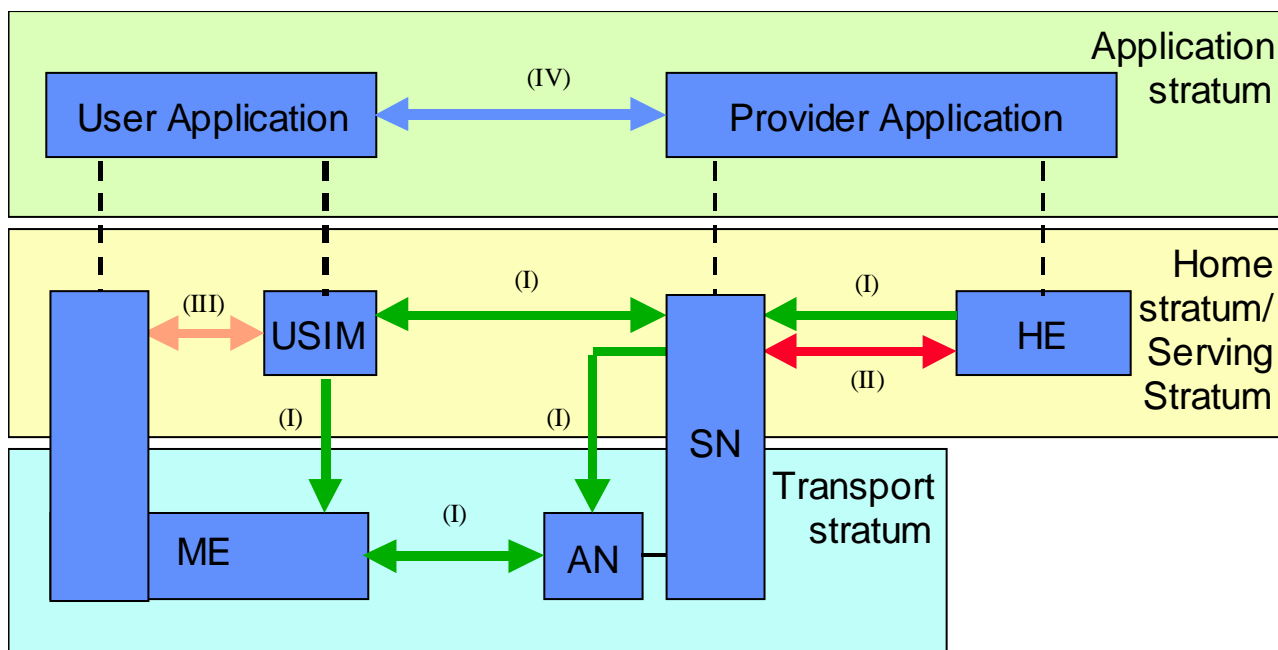 Application
stratum
(IV)
User Application
Provider Application
Home
stratum/
Serving
Stratum
(I)
(I)
(III)
USIM
HE
(II)
(I)
(I)
SN
Transport
stratum
(I)
ME
AN